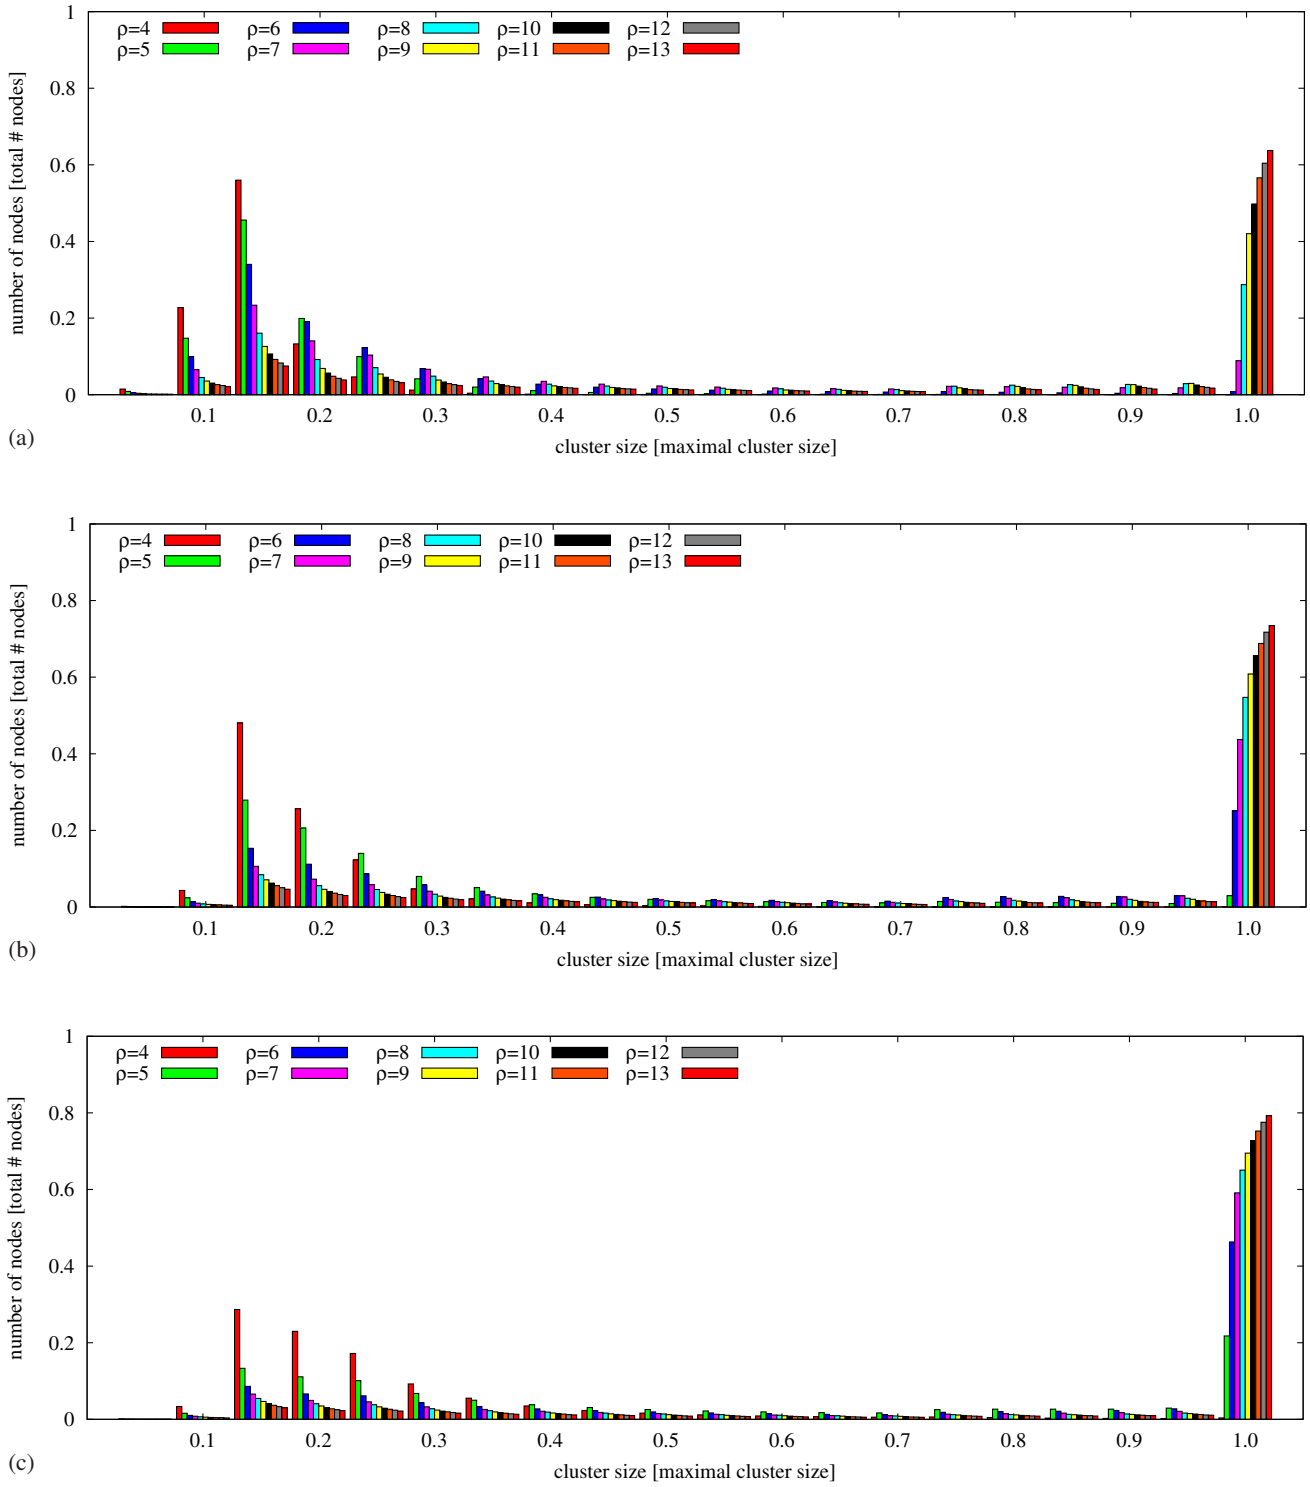 1
ρ=4 ρ=6 ρ=8 ρ=10 ρ=12
ρ=5 ρ=7 ρ=9 ρ=11 ρ=13
0.8
0.6
0.4
0.2
0
number of nodes [total # nodes]
0.1 0.2 0.3 0.4 0.5 0.6 0.7 0.8 0.9 1.0
(a)
cluster size [maximal cluster size]
1
ρ=4 ρ=6 ρ=8 ρ=10 ρ=12
ρ=5 ρ=7 ρ=9 ρ=11 ρ=13
0.8
0.6
0.4
0.2
0
number of nodes [total # nodes]
0.1 0.2 0.3 0.4 0.5 0.6 0.7 0.8 0.9 1.0
(b)
cluster size [maximal cluster size]
1
ρ=4 ρ=6 ρ=8 ρ=10 ρ=12
ρ=5 ρ=7 ρ=9 ρ=11 ρ=13
0.8
0.6
0.4
0.2
0
number of nodes [total # nodes]
0.1 0.2 0.3 0.4 0.5 0.6 0.7 0.8 0.9 1.0
(c)
cluster size [maximal cluster size]